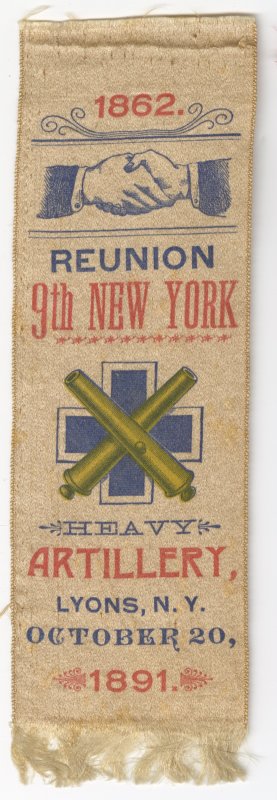 1862.
REUNION
9th NEW YORK
HEAVY
ARTILLERY,
LYONS, N. Y.
OCTOBER 20,
1891.